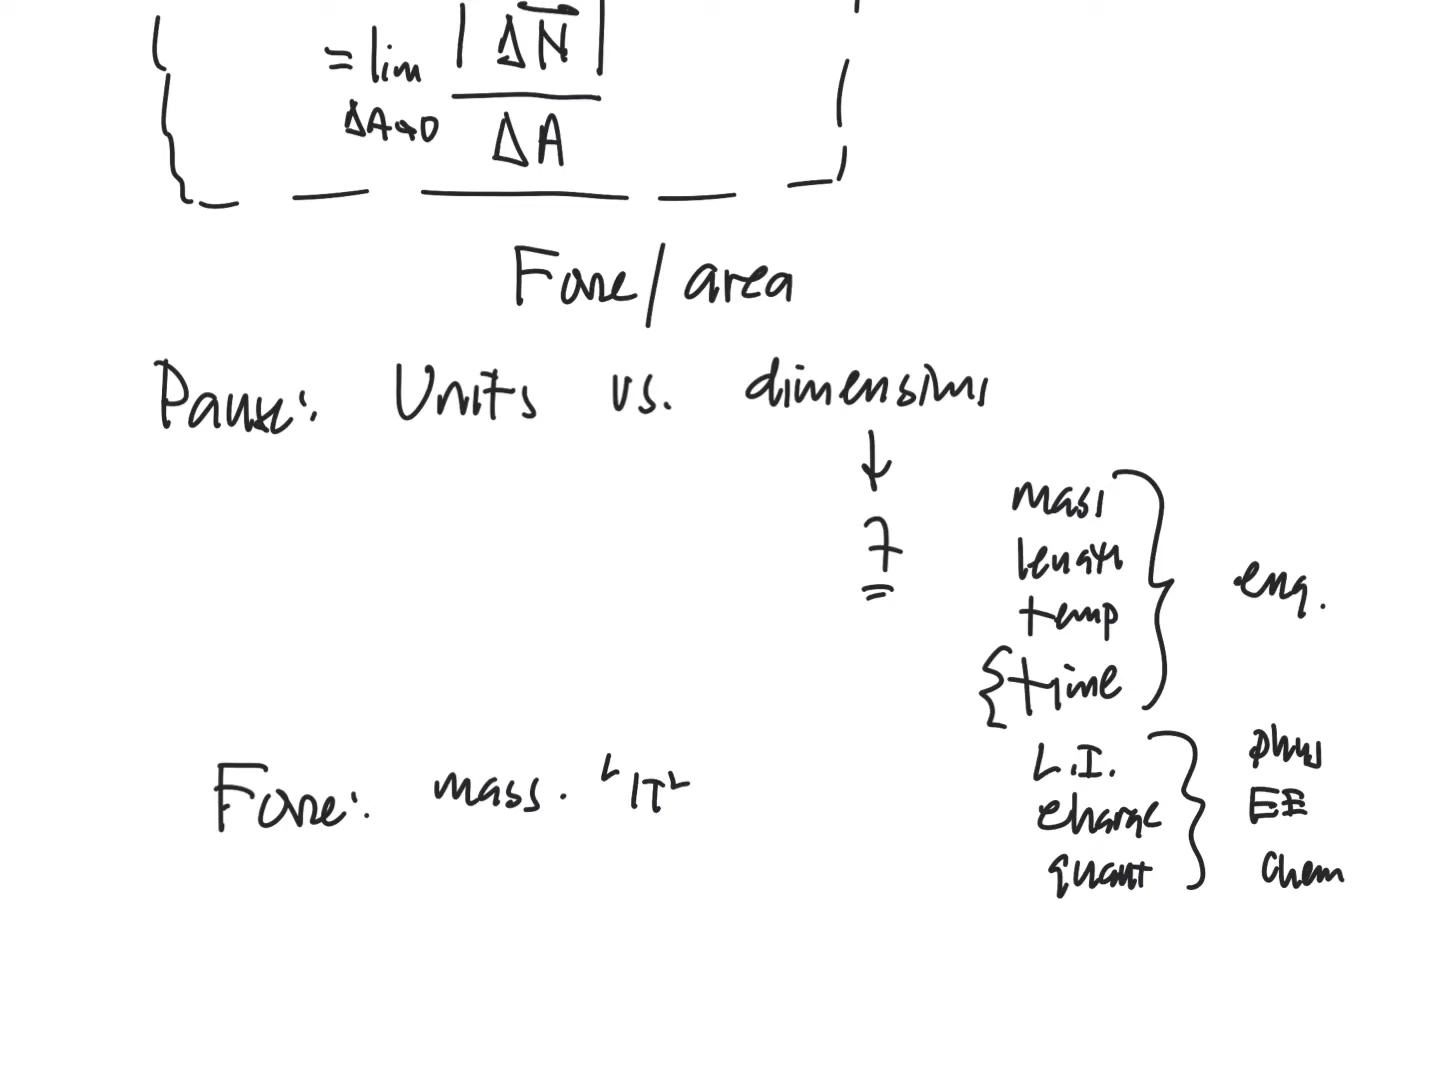 = lim |ΔN|
ΔA→0 ΔA
Force/area
Pause: Units vs. dimensions
7
mass
length
temp
time
eng.
L.I. phys
charge EE
quant chem
Force: mass. L/T²